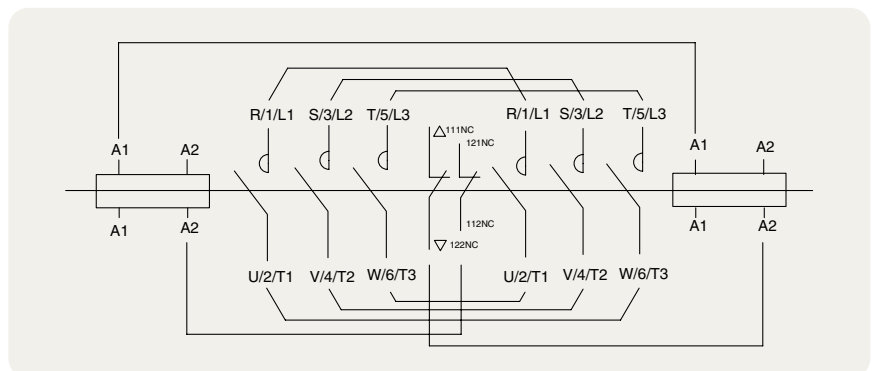 R/1/L1 S/3/L2 T/5/L3 R/1/L1 S/3/L2 T/5/L3
△111NC
121NC
A1 A2 A1 A2
A1 A2 A1 A2
112NC
▽ 122NC
U/2/T1 V/4/T2 W/6/T3 U/2/T1 V/4/T2 W/6/T3